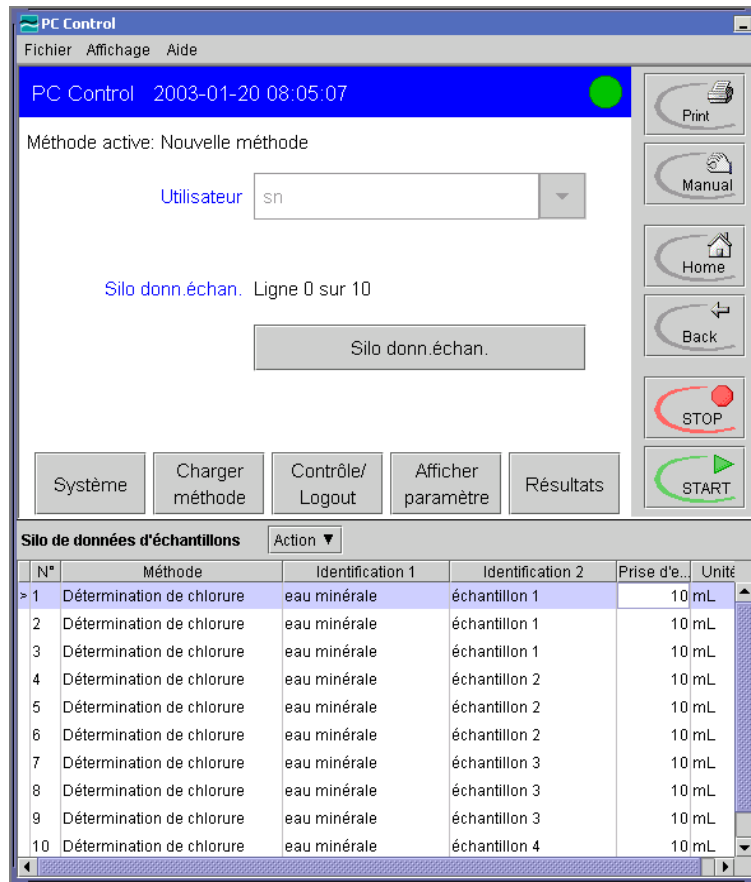 PC Control
Fichier Affichage Aide
PC Control 2003-01-20 08:05:07
Print
Méthode active: Nouvelle méthode
Manual
Utilisateur sn
Home
Silo donn.échan. Ligne 0 sur 10
Back
Silo donn.échan.
STOP
Système
Charger méthode
Contrôle/ Logout
Afficher paramètre
Résultats
START
Silo de données d'échantillons Action ▼
N° Méthode Identification 1 Identification 2 Prise d'e... Unité
> 1 Détermination de chlorure eau minérale échantillon 1 10 mL
2 Détermination de chlorure eau minérale échantillon 1 10 mL
3 Détermination de chlorure eau minérale échantillon 1 10 mL
4 Détermination de chlorure eau minérale échantillon 2 10 mL
5 Détermination de chlorure eau minérale échantillon 2 10 mL
6 Détermination de chlorure eau minérale échantillon 2 10 mL
7 Détermination de chlorure eau minérale échantillon 3 10 mL
8 Détermination de chlorure eau minérale échantillon 3 10 mL
9 Détermination de chlorure eau minérale échantillon 3 10 mL
10 Détermination de chlorure eau minérale échantillon 4 10 mL